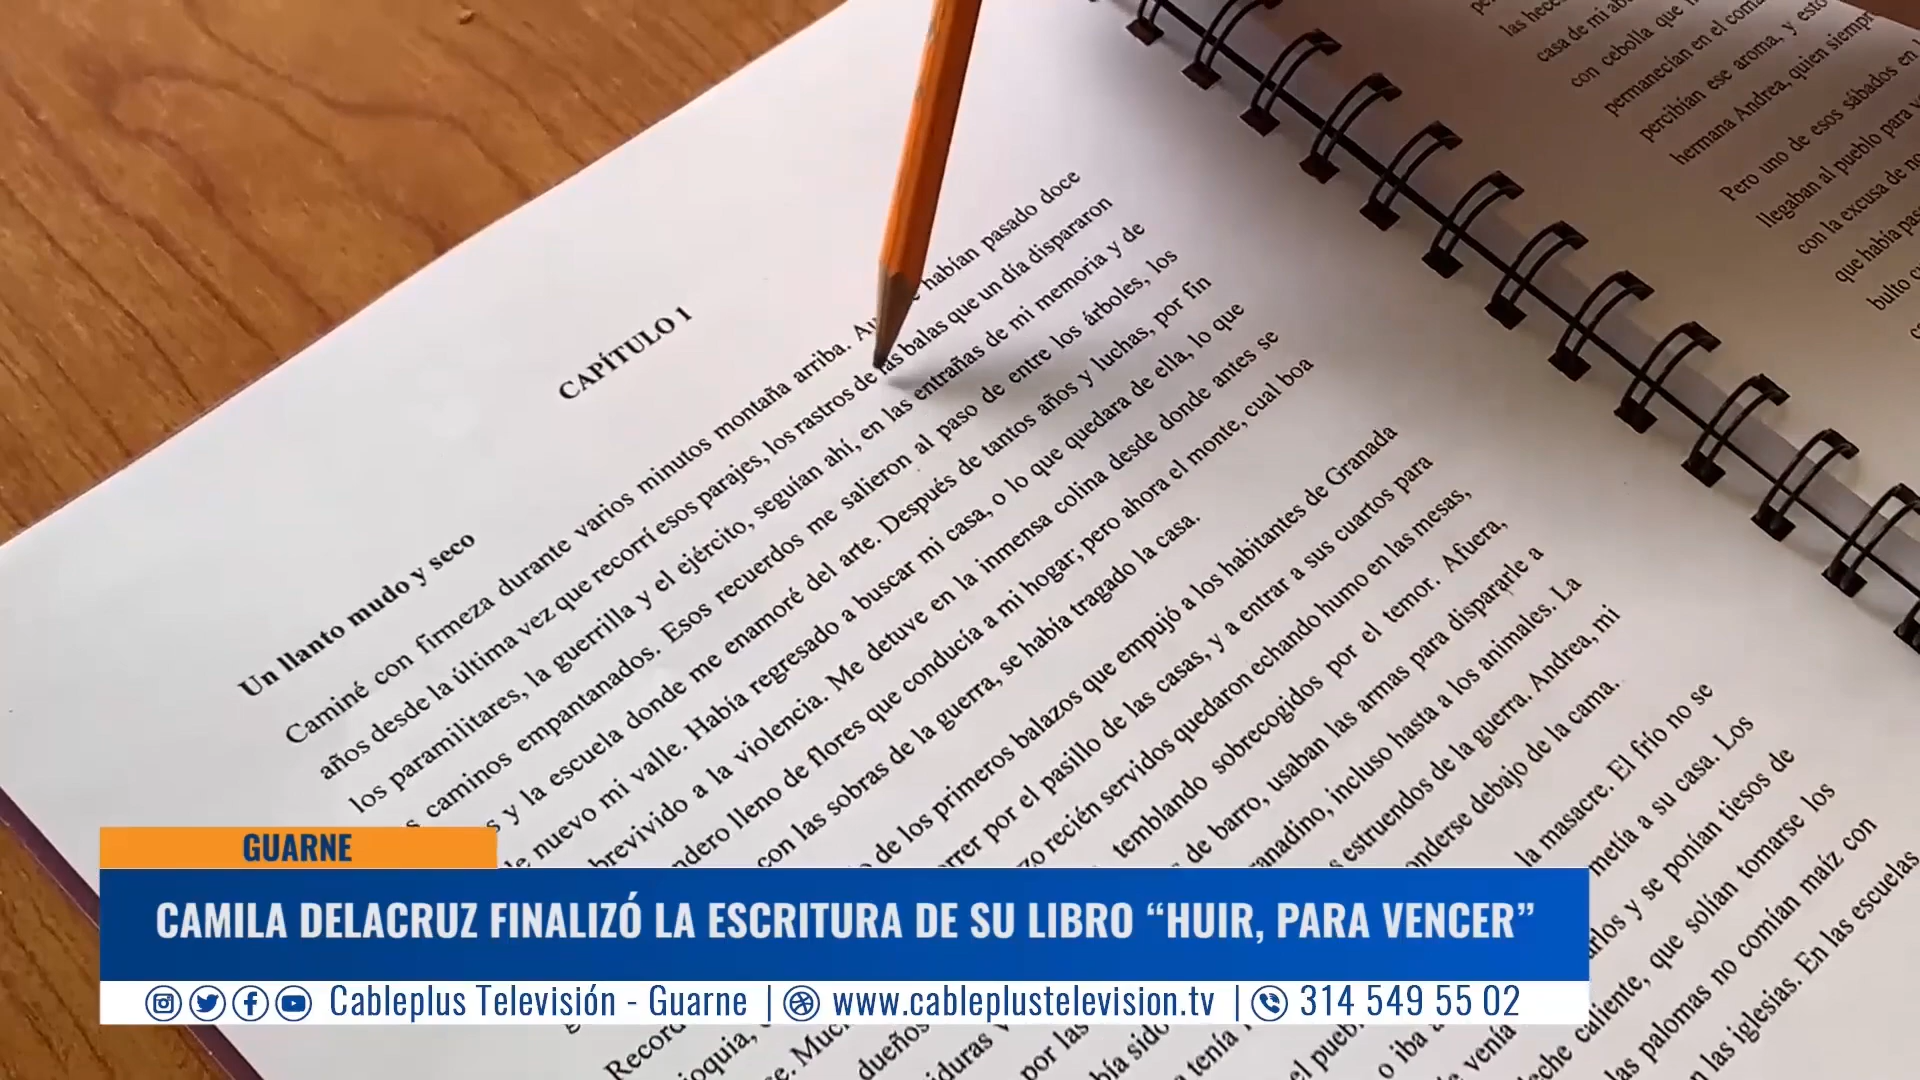 CAPÍTULO 1
Un llanto mudo y seco
Caminé con firmeza durante varios minutos montaña arriba. habían pasado doce
años desde la última vez que recorrí esos parajes, los rastros de las balas que un día dispararon
los paramilitares, la guerrilla y el ejército, seguían ahí, en las entrañas de mi memoria y de
caminos empantanados. Esos recuerdos me salieron al paso de entre los árboles, los
y la escuela donde me enamoré del arte. Después de tantos años y luchas, por fin
nuevo mi valle. Había regresado a buscar mi casa, o lo que quedara de ella, lo que
a la violencia. Me detuve en la inmensa colina desde donde antes se
lleno de flores que conducía a mi hogar; pero ahora el monte, cual boa
con las sobras de la guerra, se había tragado la casa.
de los primeros balazos que empujó a los habitantes de Granada
por el pasillo de las casas, y a entrar a sus cuartos para
recién servidos quedaron echando humo en las mesas,
temblando sobrecogidos por el temor. Afuera,
de barro, usaban las armas para dispararle a
incluso hasta a los animales. La
estruendos de la guerra. Andrea, mi
debajo de la cama.
la masacre. El frío no se
a su casa. Los
y se ponían tiesos de
caliente, que solían tomarse los
las palomas no comían maíz con
las iglesias. En las escuelas
las
casa de mi
con cebolla que
permanecían en el
percibían ese aroma, y esto
hermana Andrea, quien
Pero uno de esos sábados en
llegaban al pueblo para
con la excusa de
que había
bulto
GUARNE
CAMILA DELACRUZ FINALIZÓ LA ESCRITURA DE SU LIBRO “HUIR, PARA VENCER”
Cableplus Televisión - Guarne | www.cableplustelevision.tv | 314 549 55 02